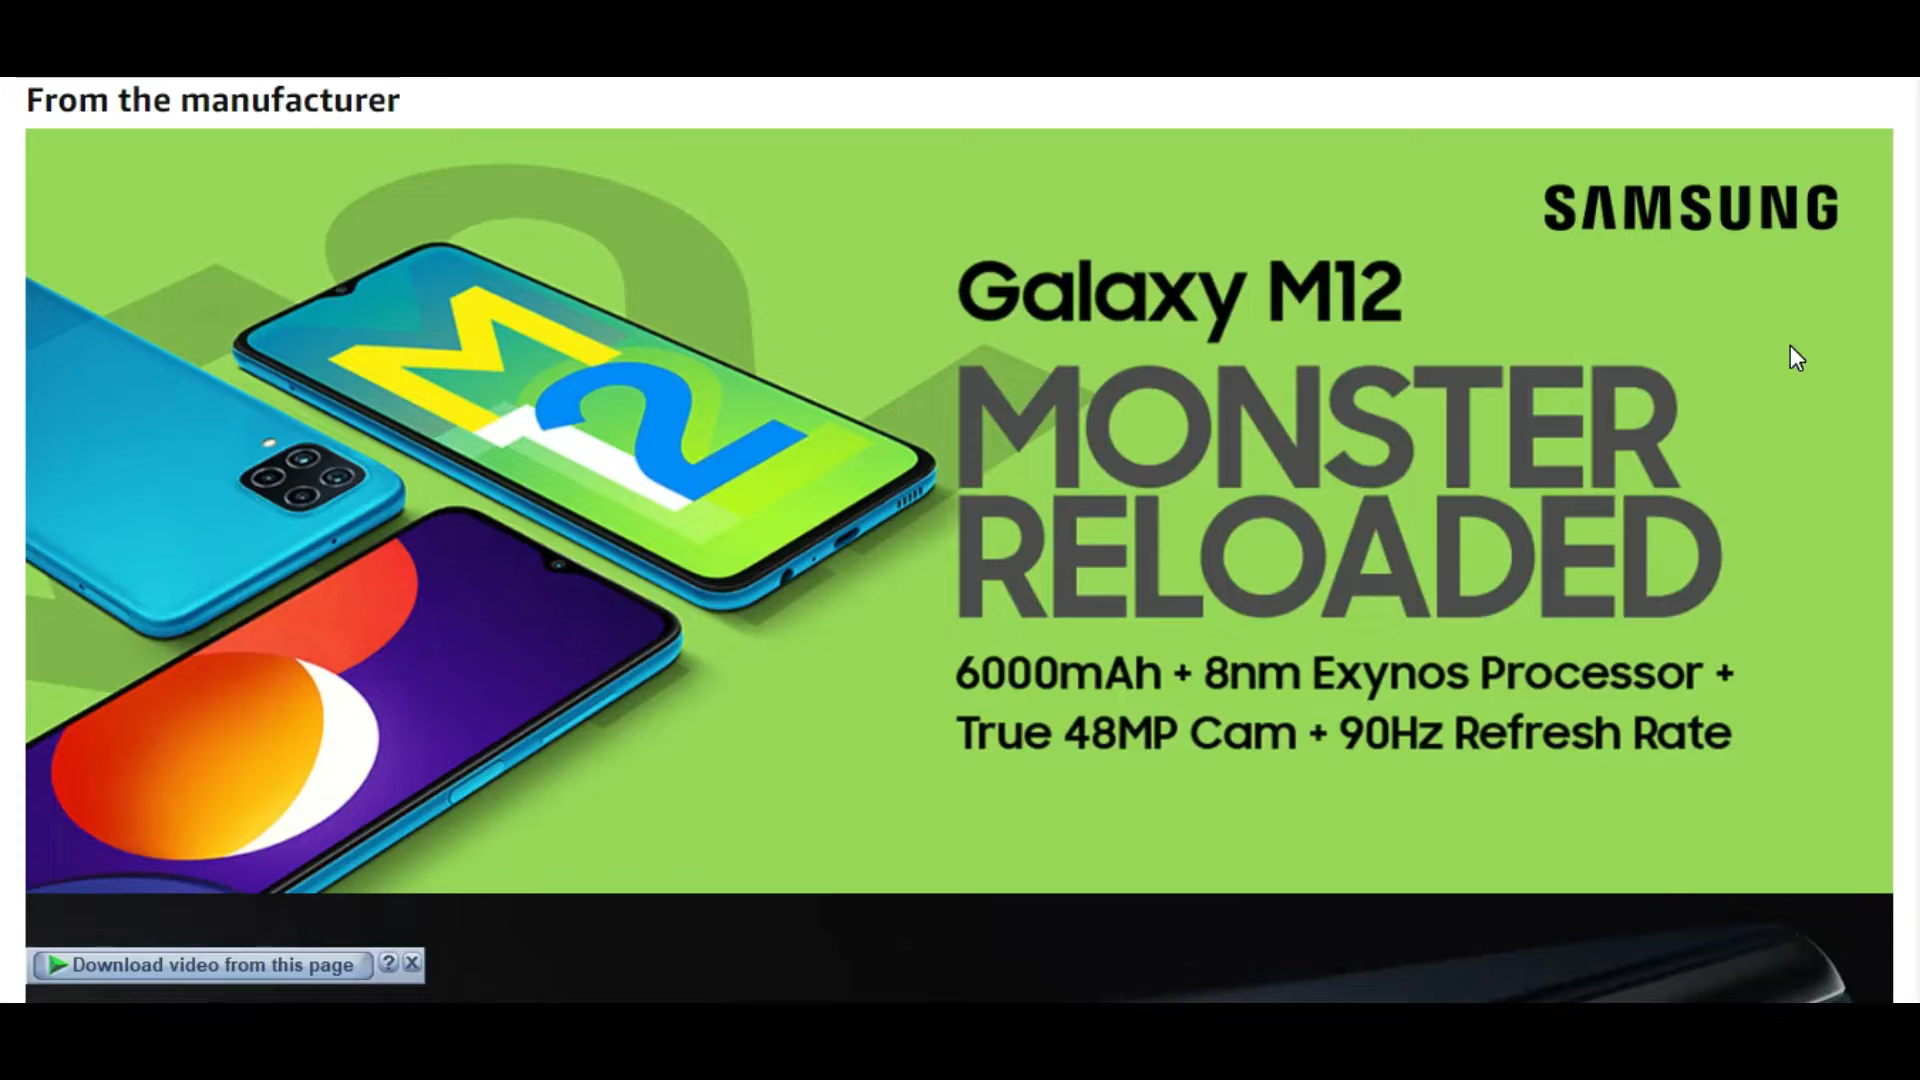 From the manufacturer
SAMSUNG
Galaxy M12
MONSTER
RELOADED
6000mAh + 8nm Exynos Processor +
True 48MP Cam + 90Hz Refresh Rate
M12
Download video from this page ? X